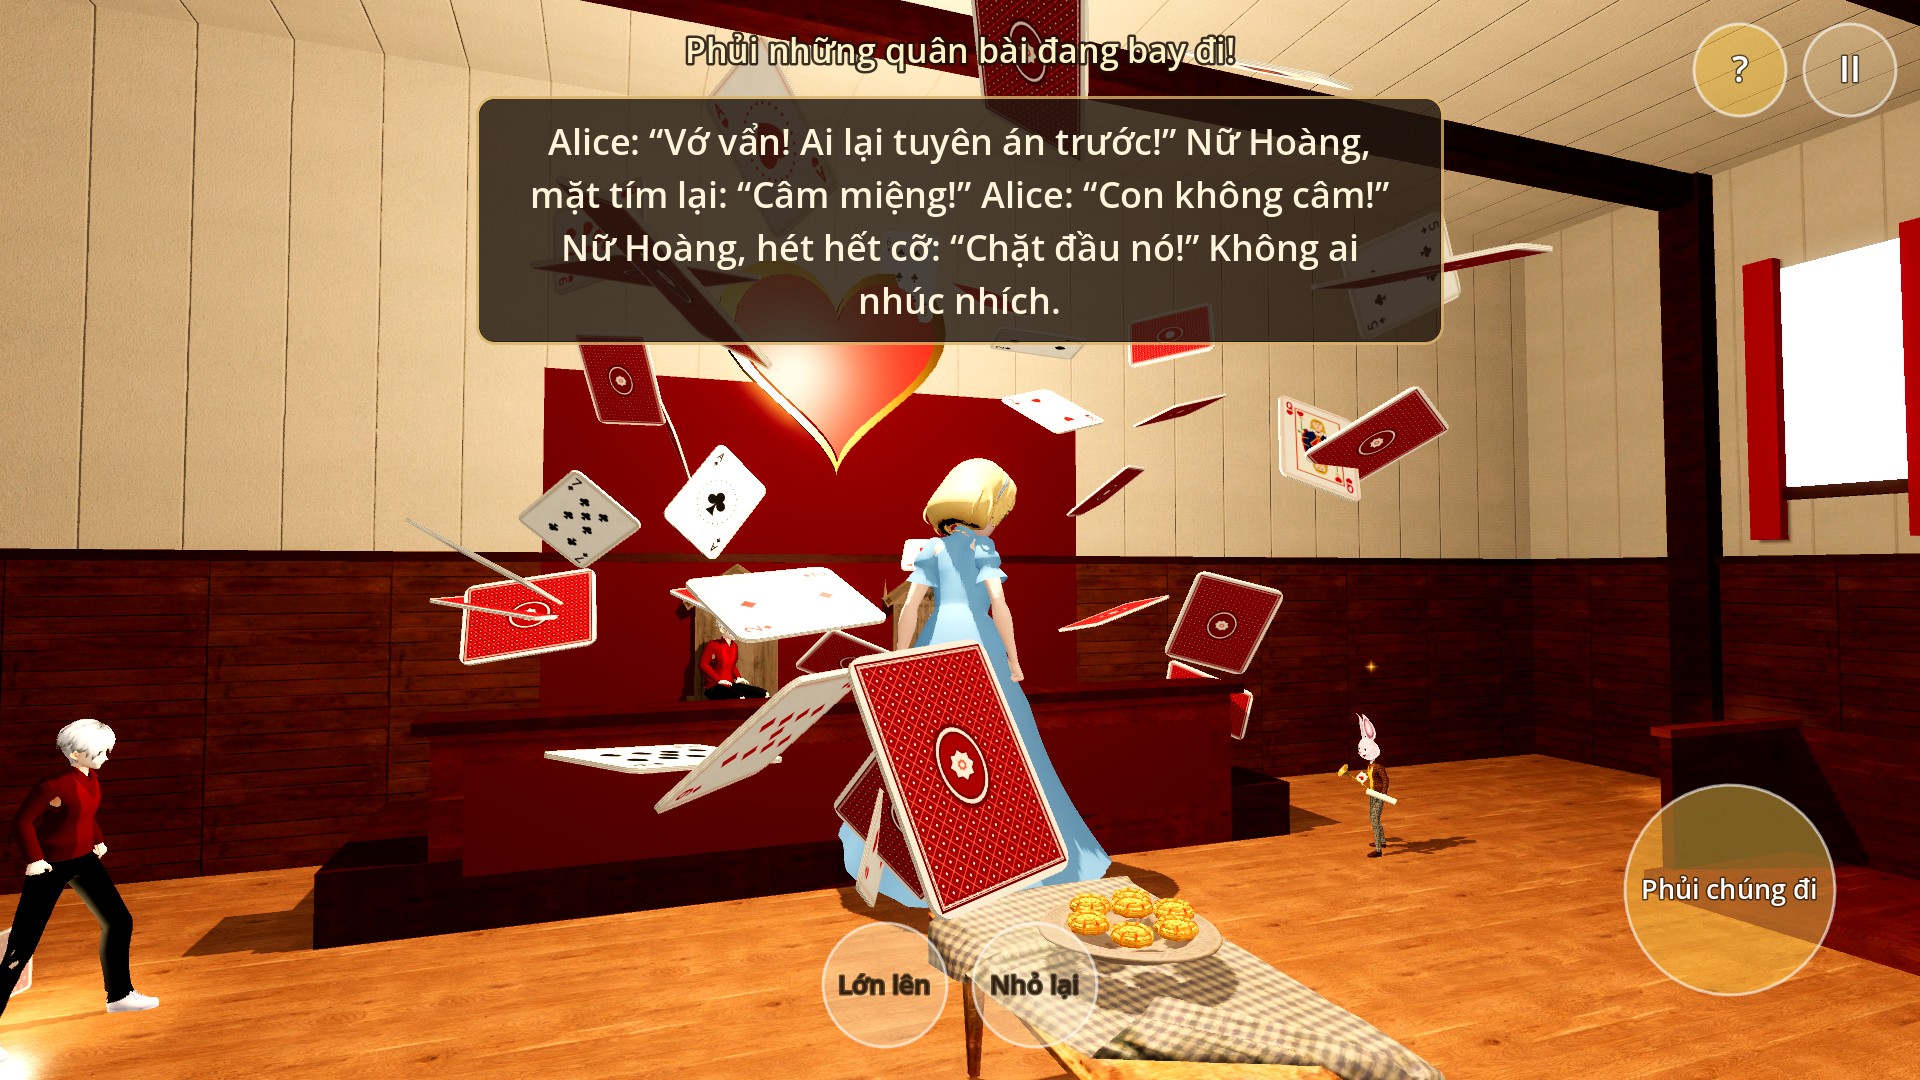 Phủi những quân bài đang bay đi!
?
Alice: “Vớ vẩn! Ai lại tuyên án trước!” Nữ Hoàng,
mặt tím lại: “Câm miệng!” Alice: “Con không câm!”
Nữ Hoàng, hét hết cỡ: “Chặt đầu nó!” Không ai
nhúc nhích.
Phủi chúng đi
Lớn lên
Nhỏ lại